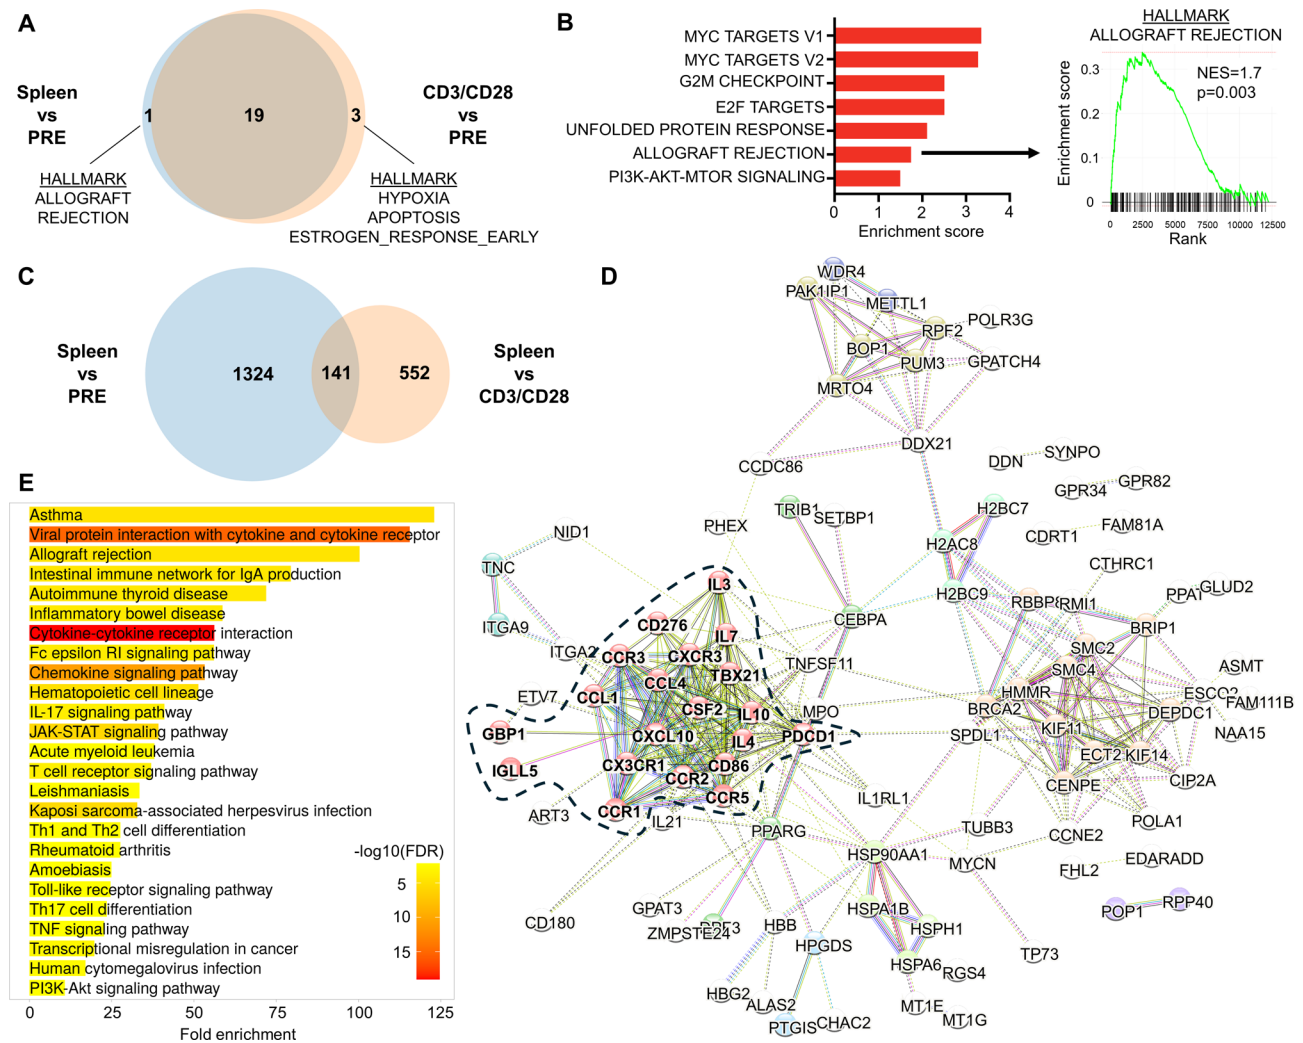 A
Spleen
vs
PRE
1
19
3
CD3/CD28
vs
PRE
HALLMARK
ALLOGRAFT
REJECTION
HALLMARK
HYPOXIA
APOPTOSIS
ESTROGEN_RESPONSE_EARLY
B
MYC TARGETS V1
MYC TARGETS V2
G2M CHECKPOINT
E2F TARGETS
UNFOLDED PROTEIN RESPONSE
ALLOGRAFT REJECTION
PI3K-AKT-MTOR SIGNALING
0 1 2 3 4
Enrichment score
HALLMARK
ALLOGRAFT REJECTION
NES=1.7
p=0.003
Enrichment score
0.3
0.2
0.1
0
0 2500 5000 7500 10000 12500
Rank
C
Spleen
vs
PRE
1324
141
552
Spleen
vs
CD3/CD28
D
WDR4
PAK1IP1
METTL1
POLR3G
RPF2
BOP1
PUM3
GPATCH4
MRTO4
DDX21
CCDC86
DDN
SYNPO
GPR34
GPR82
TRIB1
SETBP1
PHEX
NID1
H2BC7
H2AC8
CDRT1
FAM81A
TNC
CTHRC1
IL3
H2BC9
RMI1
PPAT
GLUD2
ITGA9
CD276
IL7
CEBPA
BRIP1
ITGA2
CCR3
CXCR3
TBX21
TNFSF11
SMC2
SMC4
ASMT
CCL4
CCL1
ETV7
HMMR
ESCO2
FAM111B
CSF2
IL10
MPO
BRCA2
DEPDC1
GBP1
CXCL10
IL4
PDCD1
SPDL1
KIF11
NAA15
IGLL5
CX3CR1
CD86
CCR2
ECT2
KIF14
CENPE
CIP2A
CCR5
CCR1
IL21
ART3
IL1RL1
PPARG
TUBB3
CCNE2
POLA1
HSP90AA1
MYCN
FHL2
EDARADD
CD180
GPAT3
ZMPSTE24
HBB
HSPA1B
HSPH1
POP1
RPP40
HPGDS
HSPA6
RGS4
TP73
HBG2
ALAS2
PTGIS
CHAC2
MT1E
MT1G
E
Asthma
Viral protein interaction with cytokine and cytokine receptor
Allograft rejection
Intestinal immune network for IgA production
Autoimmune thyroid disease
Inflammatory bowel disease
Cytokine-cytokine receptor interaction
Fc epsilon RI signaling pathway
Chemokine signaling pathway
Hematopoietic cell lineage
IL-17 signaling pathway
JAK-STAT signaling pathway
Acute myeloid leukemia
T cell receptor signaling pathway
Leishmaniasis
Kaposi sarcoma-associated herpesvirus infection
Th1 and Th2 cell differentiation
Rheumatoid arthritis
Amoebiasis
Toll-like receptor signaling pathway
Th17 cell differentiation
TNF signaling pathway
Transcriptional misregulation in cancer
Human cytomegalovirus infection
PI3K-Akt signaling pathway
-log10(FDR)
5
10
15
0 25 50 75 100 125
Fold enrichment